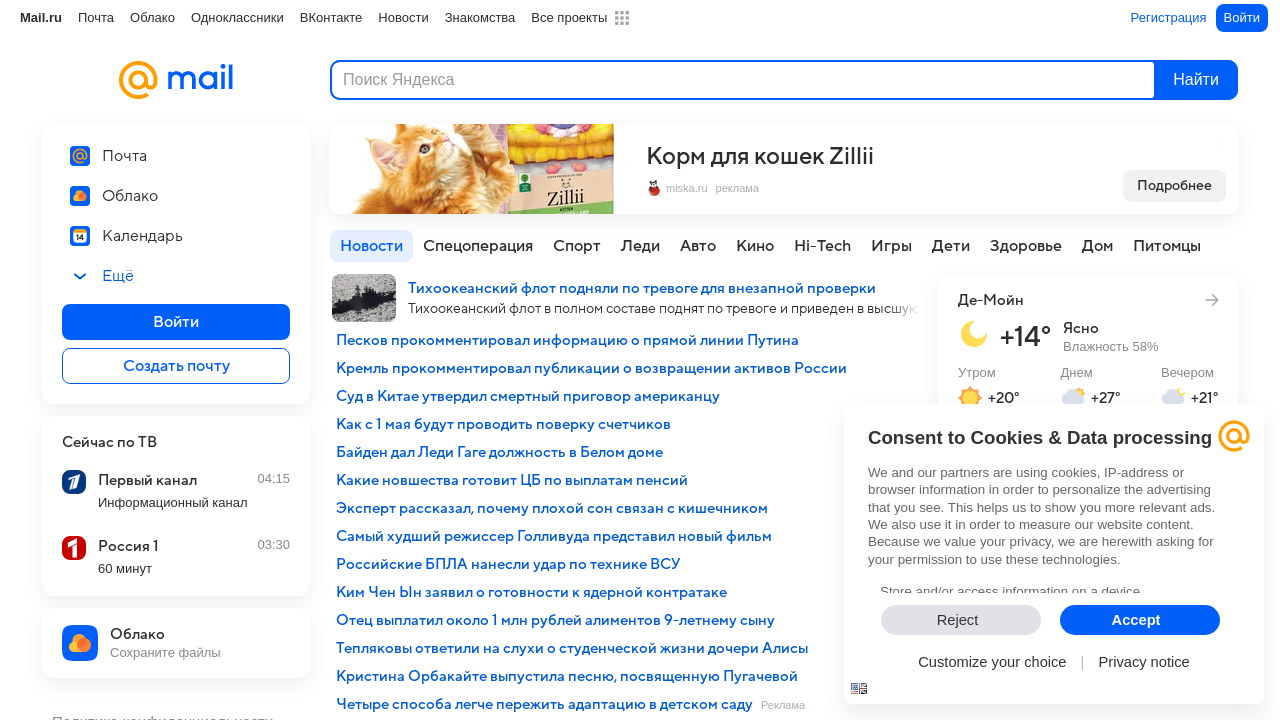 Mail.ru Почта Облако Одноклассники ВКонтакте Новости Знакомства Все проекты Регистрация Войти
mail
Поиск Яндекса Найти
Почта
Облако
Календарь
Ещё
Войти
Создать почту
Сейчас по ТВ
Первый канал 04:15
Информационный канал
Россия 1 03:30
60 минут
Облако
Сохраните файлы
Политика конфиденциальности
Zillii
Корм для кошек Zillii
miska.ru реклама
Подробнее
Новости Спецоперация Спорт Леди Авто Кино Hi-Tech Игры Дети Здоровье Дом Питомцы
Тихоокеанский флот подняли по тревоге для внезапной проверки
Тихоокеанский флот в полном составе поднят по тревоге и приведен в высшую
Песков прокомментировал информацию о прямой линии Путина
Кремль прокомментировал публикации о возвращении активов России
Суд в Китае утвердил смертный приговор американцу
Как с 1 мая будут проводить поверку счетчиков
Байден дал Леди Гаге должность в Белом доме
Какие новшества готовит ЦБ по выплатам пенсий
Эксперт рассказал, почему плохой сон связан с кишечником
Самый худший режиссер Голливуда представил новый фильм
Российские БПЛА нанесли удар по технике ВСУ
Ким Чен Ын заявил о готовности к ядерной контратаке
Отец выплатил около 1 млн рублей алиментов 9-летнему сыну
Тепляковы ответили на слухи о студенческой жизни дочери Алисы
Кристина Орбакайте выпустила песню, посвященную Пугачевой
Четыре способа легче пережить адаптацию в детском саду Реклама
Де-Мойн
+14° Ясно
Влажность 58%
Утром Днем Вечером
+20° +27° +21°
Consent to Cookies & Data processing
We and our partners are using cookies, IP-address or
browser information in order to personalize the advertising
that you see. This helps us to show you more relevant ads.
We also use it in order to measure our website content.
Because we value your privacy, we are herewith asking for
your permission to use these technologies.
Store and/or access information on a device
Reject Accept
Customize your choice | Privacy notice